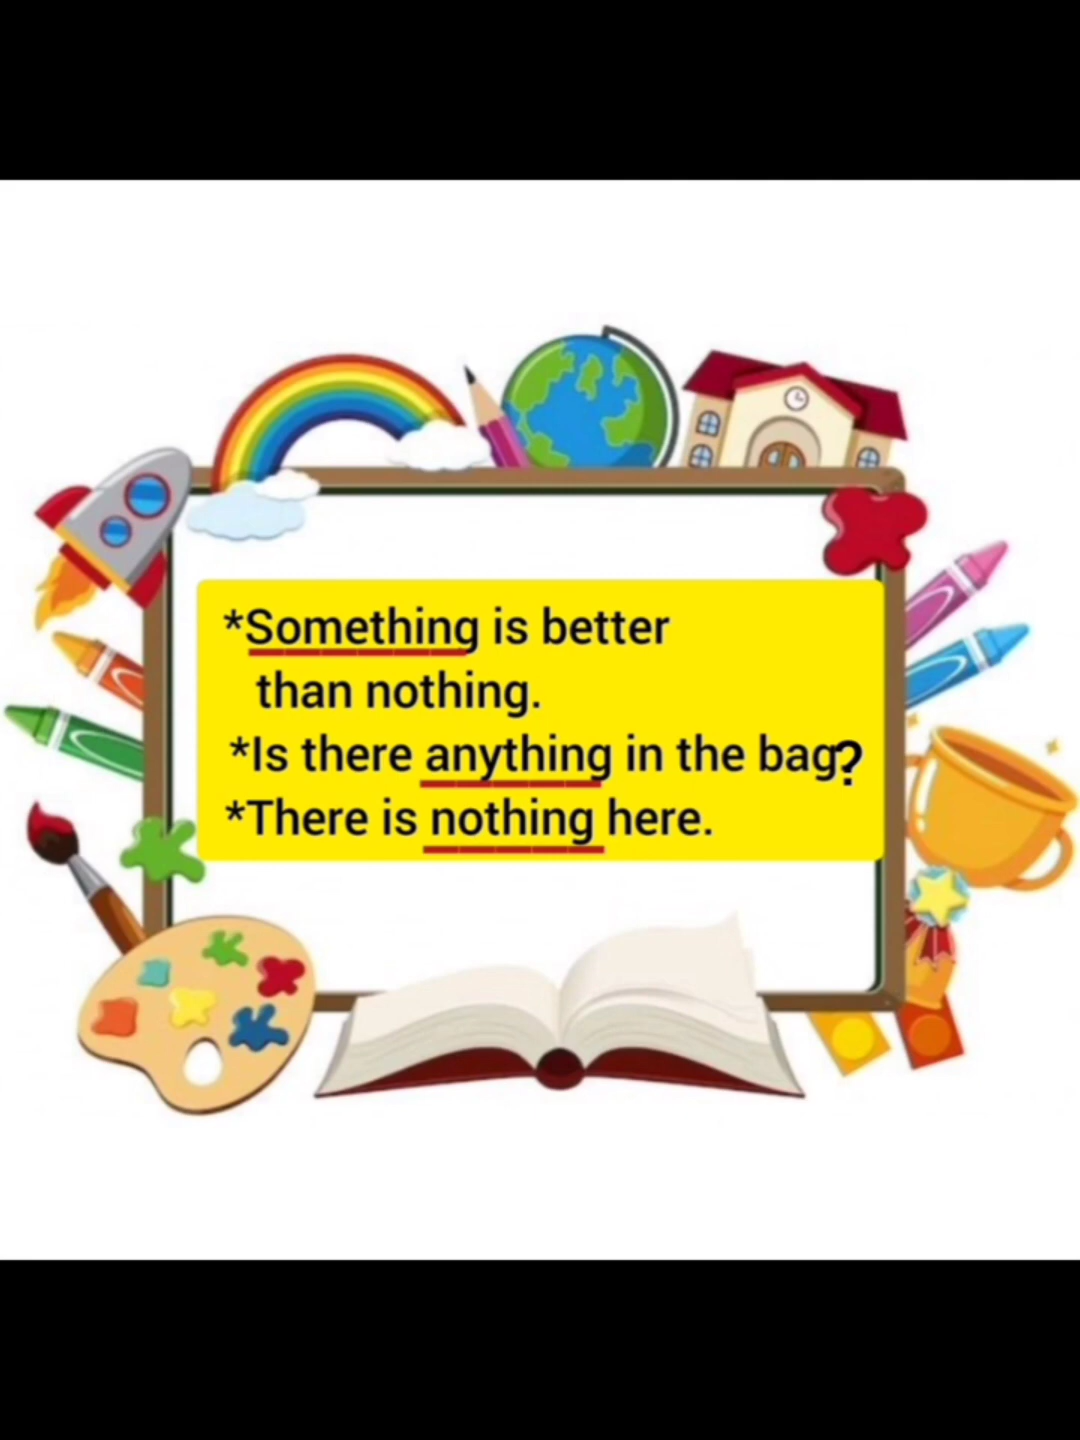 *Something is better
than nothing.
*Is there anything in the bag?
*There is nothing here.